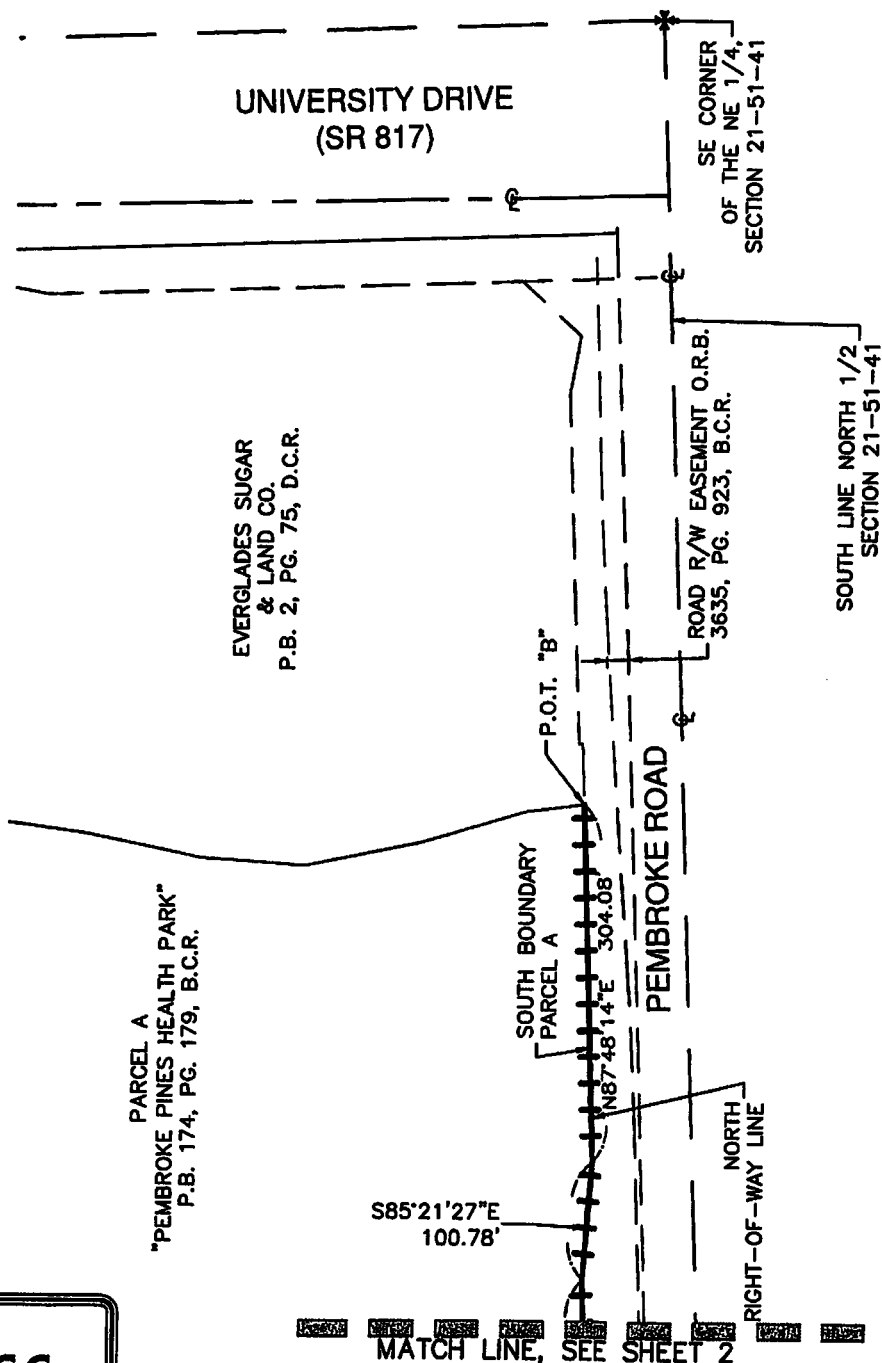 UNIVERSITY DRIVE
(SR 817)
SE CORNER
OF THE NE 1/4,
SECTION 21-51-41
EVERGLADES SUGAR
& LAND CO.
P.B. 2, PG. 75, D.C.R.
ROAD R/W EASEMENT O.R.B.
3635, PG. 923, B.C.R.
SOUTH LINE NORTH 1/2
SECTION 21-51-41
P.O.T. "B"
PARCEL A
"PEMBROKE PINES HEALTH PARK"
P.B. 174, PG. 179, B.C.R.
SOUTH BOUNDARY
PARCEL A
N87°48'14"E 304.08'
PEMBROKE ROAD
NORTH
RIGHT-OF-WAY LINE
S85°21'27"E
100.78'
MATCH LINE, SEE SHEET 2